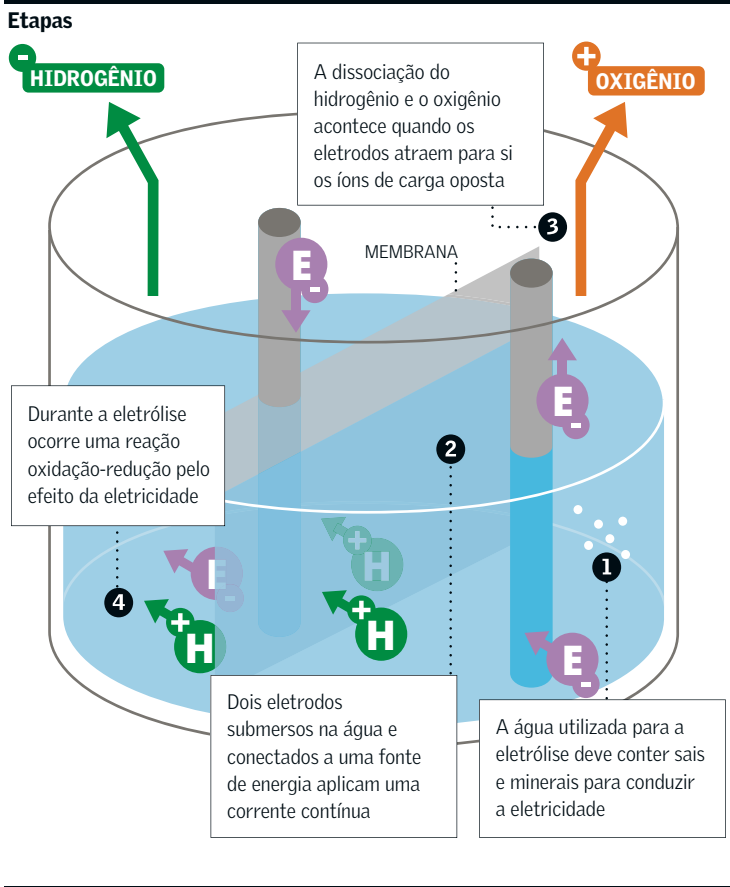 Etapas
-
HIDROGÊNIO
+
OXIGÊNIO
A dissociação do
hidrogênio e o oxigênio
acontece quando os
eletrodos atraem para si
os íons de carga oposta
3
MEMBRANA
E
-
E
-
Durante a eletrólise
ocorre uma reação
oxidação-redução pelo
efeito da eletricidade
2
+
H
E
-
1
4
+
H
+
H
E
-
Dois eletrodos
submersos na água e
conectados a uma fonte
de energia aplicam uma
corrente contínua
A água utilizada para a
eletrólise deve conter sais
e minerais para conduzir
a eletricidade